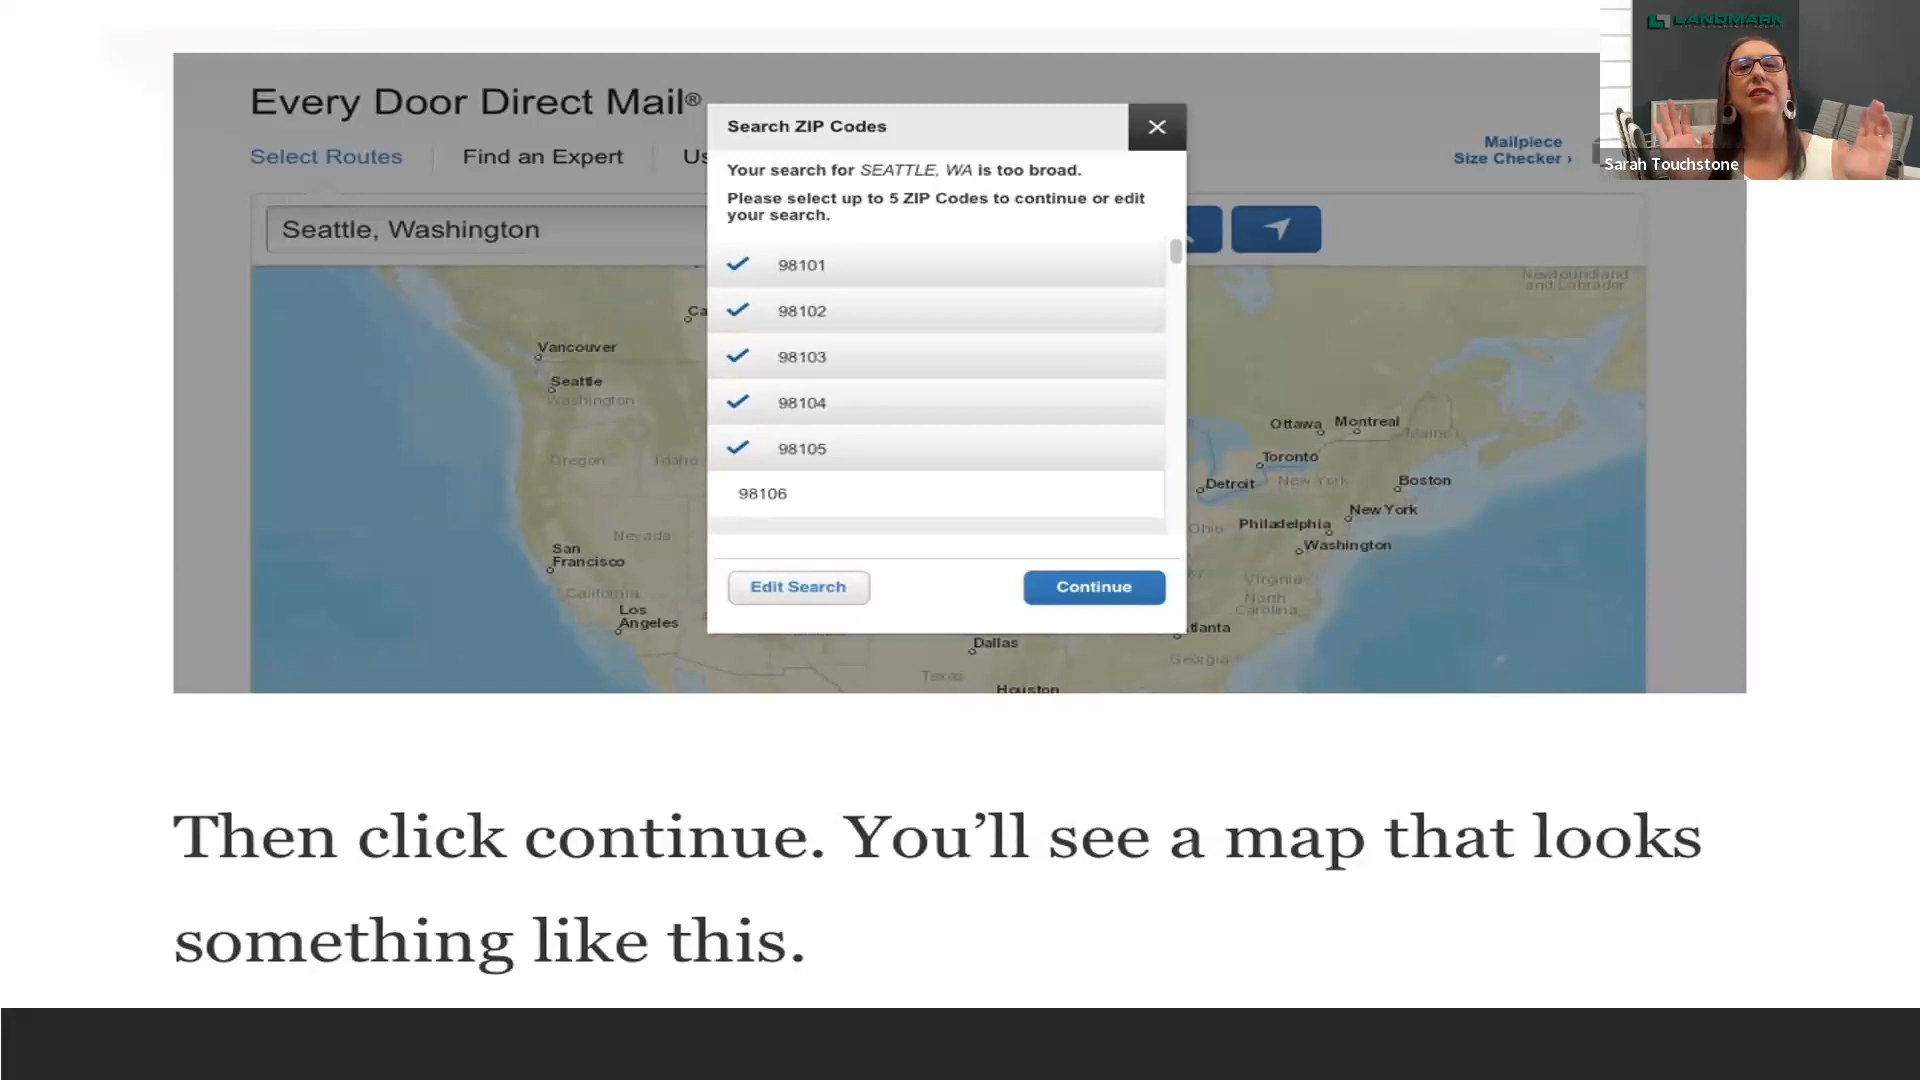 LANDMARK
Sarah Touchstone
Every Door Direct Mail®
Select Routes
Find an Expert
Us
Mailpiece
Size Checker ›
Seattle, Washington
Search ZIP Codes
Your search for SEATTLE, WA is too broad.
Please select up to 5 ZIP Codes to continue or edit
your search.
98101
98102
98103
98104
98105
98106
Edit Search
Continue
Newfoundland
and Labrador
Ca
Vancouver
Seattle
Washington
Oregon
Idaho
Nevada
San
Francisco
California
Los
Angeles
Ottawa
Montreal
Maine
Toronto
Detroit
New York
Boston
New York
Ohio
Philadelphia
Washington
Virginia
North
Carolina
tlanta
Georgia
Dallas
Texas
Houston
Then click continue. You’ll see a map that looks
something like this.